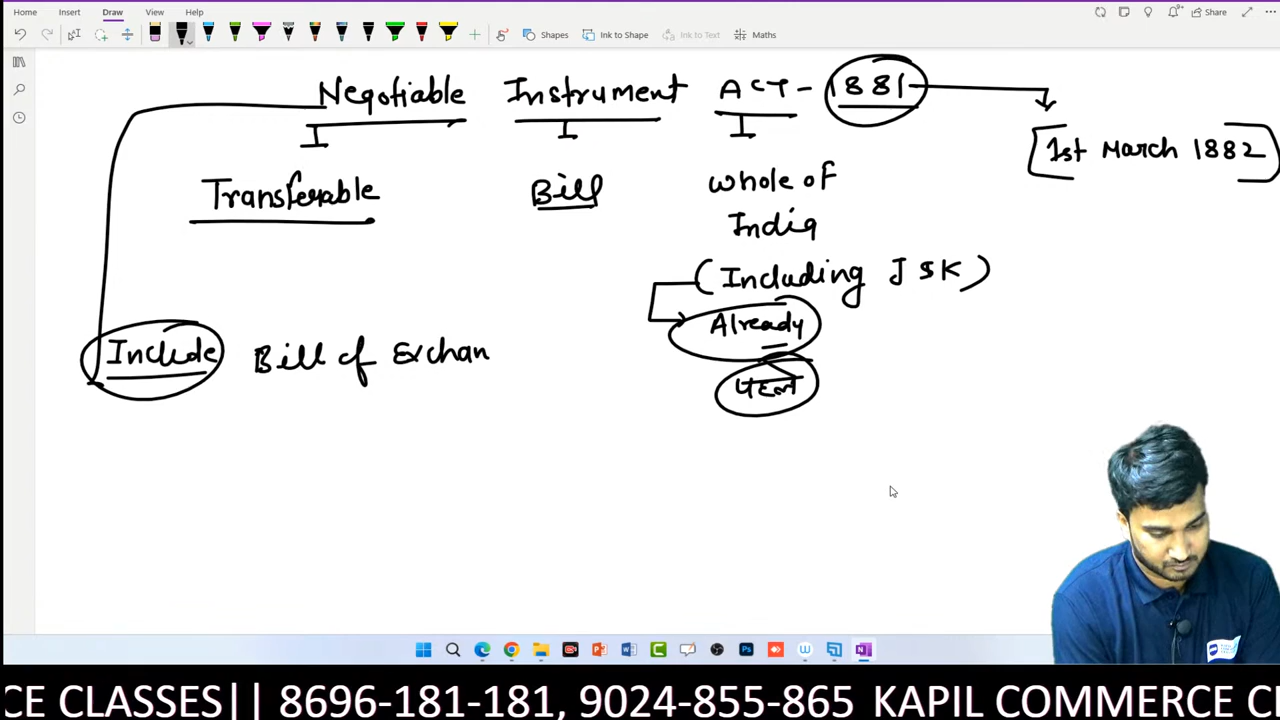 Home Insert Draw View Help Share
Shapes Ink to Shape Ink to Text Maths
Negotiable Instrument ACT - 1881
[1st March 1882]
Transferable Bill whole of
India
(Including J&K)
Already
Include Bill of Exchan
CE CLASSES|| 8696-181-181, 9024-855-865 KAPIL COMMERCE C